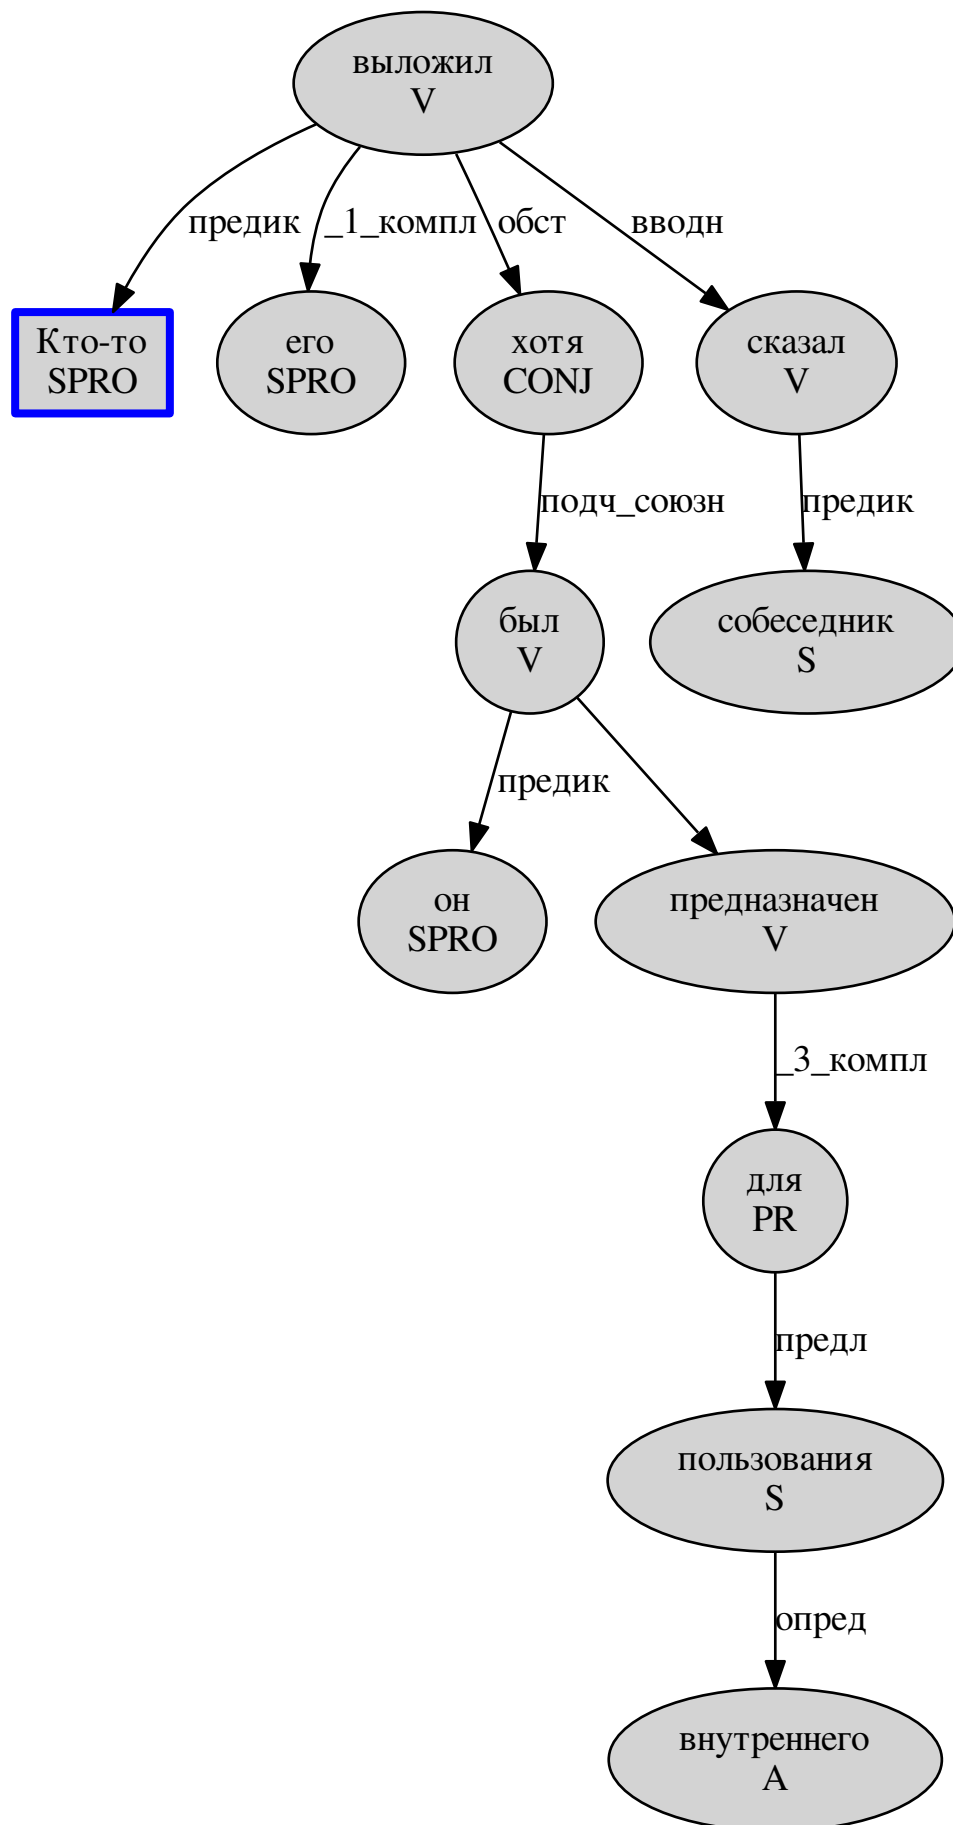 выложил
V
предик _1_компл обст вводн
Кто-то
SPRO
его
SPRO
хотя
CONJ
сказал
V
подч_союзн предик
был
V
собеседник
S
предик
он
SPRO
предназначен
V
_3_компл
для
PR
предл
пользования
S
опред
внутреннего
A